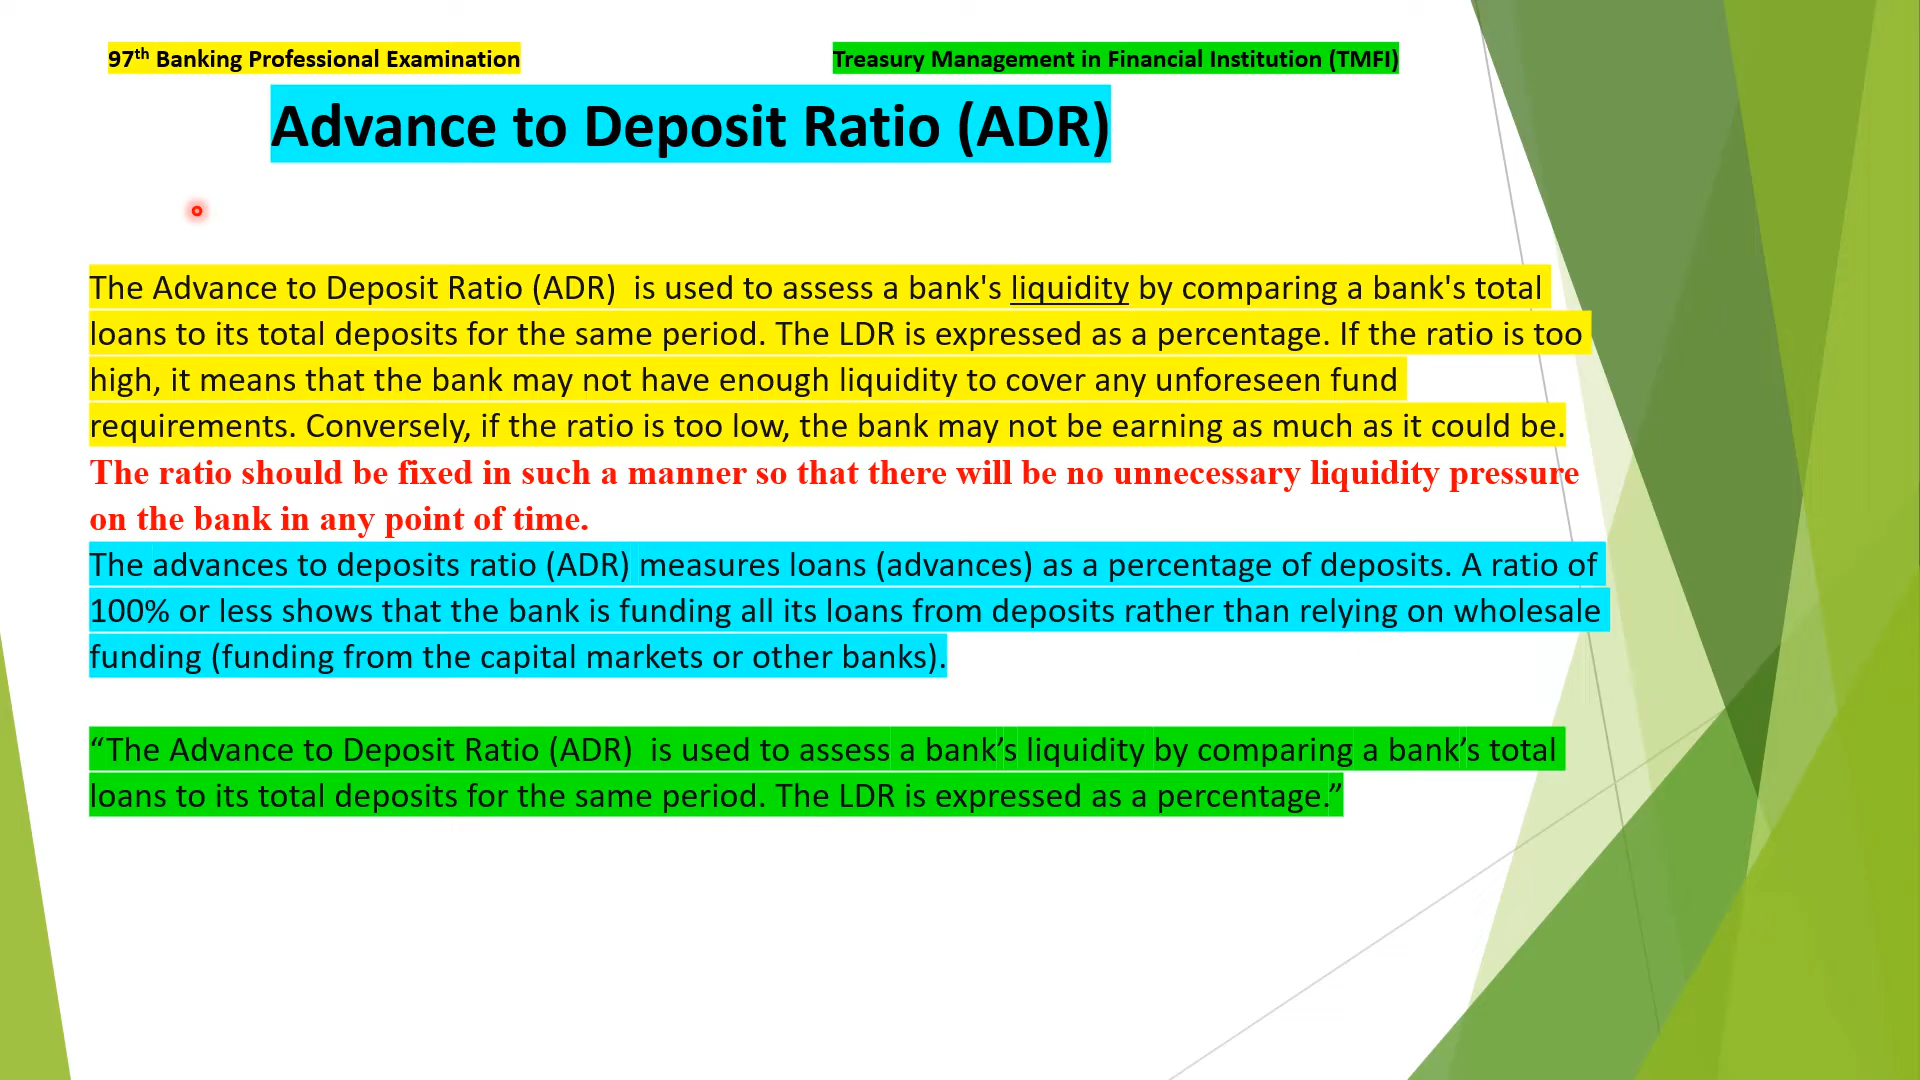 97th Banking Professional Examination
Treasury Management in Financial Institution (TMFI)
Advance to Deposit Ratio (ADR)
The Advance to Deposit Ratio (ADR)  is used to assess a bank's liquidity by comparing a bank's total
loans to its total deposits for the same period. The LDR is expressed as a percentage. If the ratio is too
high, it means that the bank may not have enough liquidity to cover any unforeseen fund
requirements. Conversely, if the ratio is too low, the bank may not be earning as much as it could be.
The ratio should be fixed in such a manner so that there will be no unnecessary liquidity pressure
on the bank in any point of time.
The advances to deposits ratio (ADR) measures loans (advances) as a percentage of deposits. A ratio of
100% or less shows that the bank is funding all its loans from deposits rather than relying on wholesale
funding (funding from the capital markets or other banks).
“The Advance to Deposit Ratio (ADR)  is used to assess a bank’s liquidity by comparing a bank’s total
loans to its total deposits for the same period. The LDR is expressed as a percentage.”